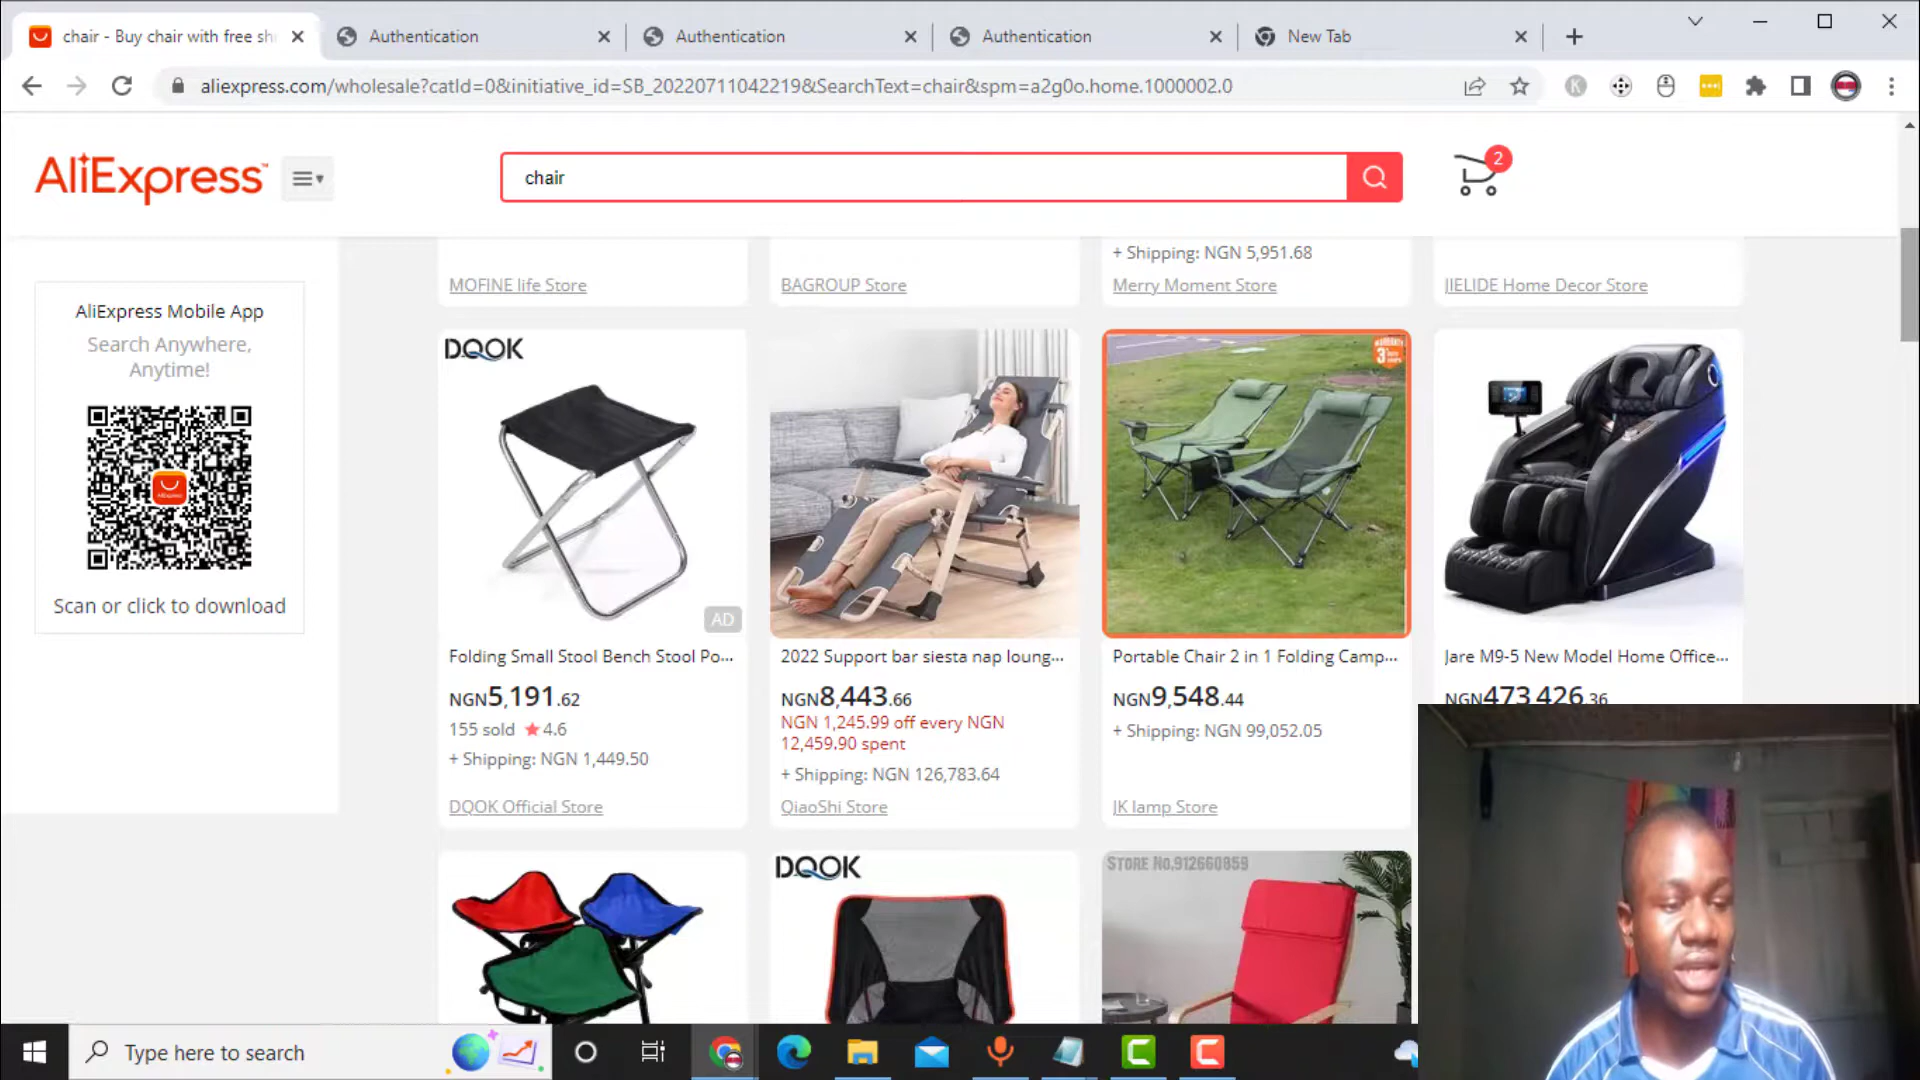 chair - Buy chair with free sh
Authentication
Authentication
Authentication
New Tab
aliexpress.com/wholesale?catId=0&initiative_id=SB_20220711042219&SearchText=chair&spm=a2g0o.home.1000002.0
K
AliExpress™
chair
2
AliExpress Mobile App
Search Anywhere,
Anytime!
AliExpress
Scan or click to download
MOFINE life Store
BAGROUP Store
+ Shipping: NGN 5,951.68
Merry Moment Store
JIELIDE Home Decor Store
DQOK
AD
Folding Small Stool Bench Stool Po...
NGN5,191.62
155 sold ★ 4.6
+ Shipping: NGN 1,449.50
DQOK Official Store
2022 Support bar siesta nap loung...
NGN8,443.66
NGN 1,245.99 off every NGN
12,459.90 spent
+ Shipping: NGN 126,783.64
QiaoShi Store
WARRANTY
3
Portable Chair 2 in 1 Folding Camp...
NGN9,548.44
+ Shipping: NGN 99,052.05
JK lamp Store
Jare M9-5 New Model Home Office...
NGN473,426.36
DQOK
STORE No.912660859
Type here to search